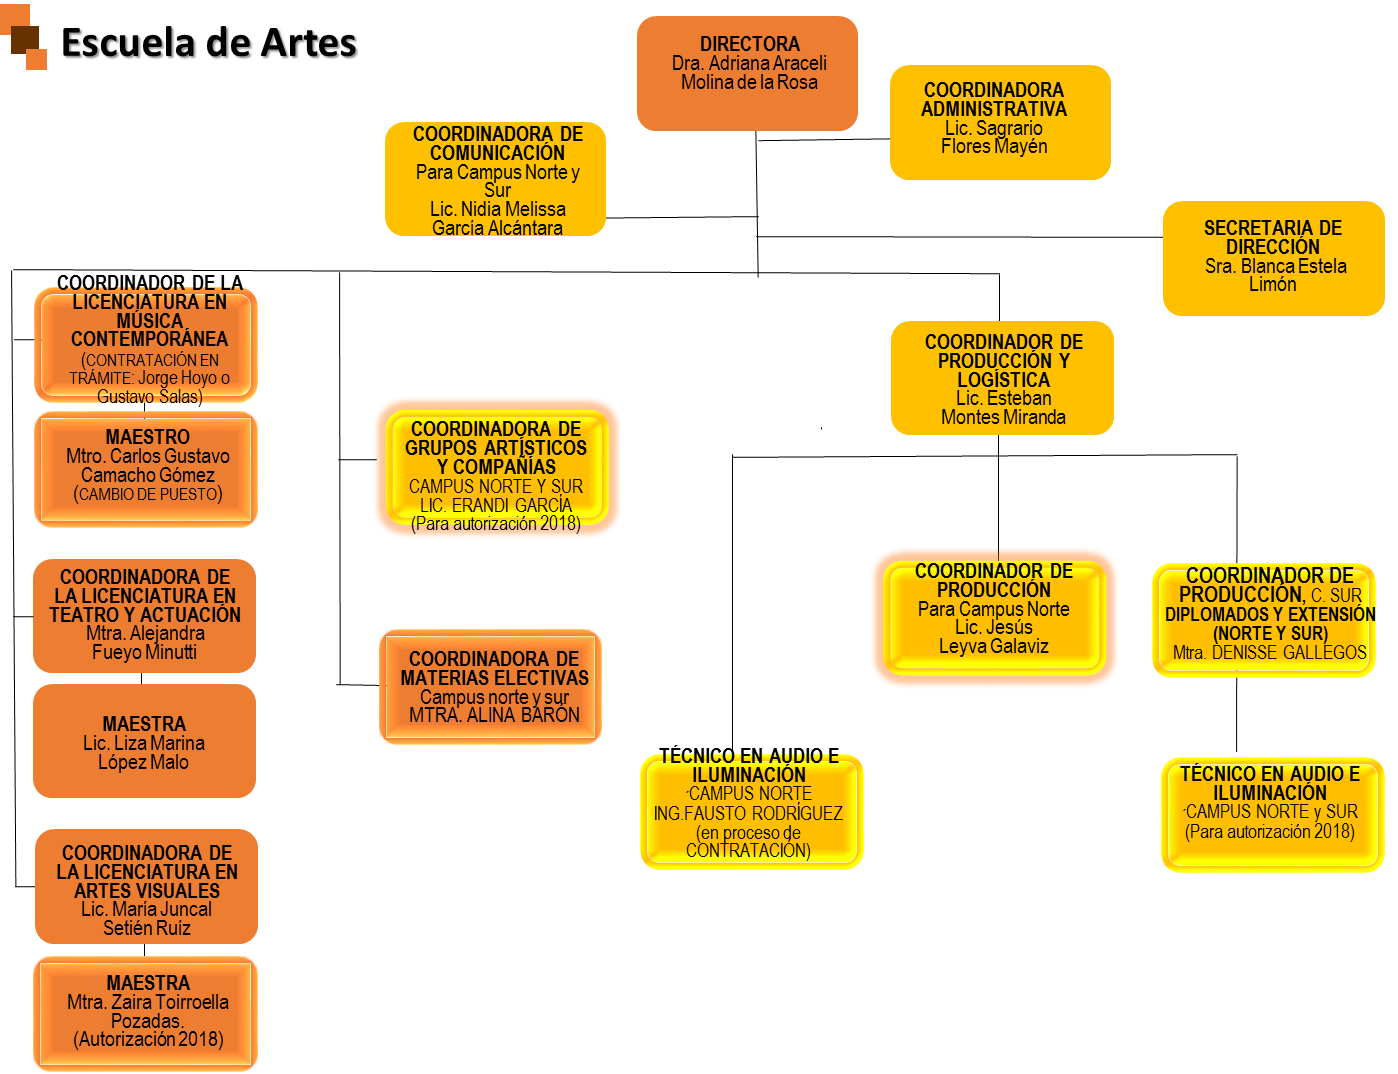 Escuela de Artes
DIRECTORA
Dra. Adriana Araceli
Molina de la Rosa
COORDINADORA
ADMINISTRATIVA
Lic. Sagrario
Flores Mayén
COORDINADORA DE
COMUNICACIÓN
Para Campus Norte y
Sur
Lic. Nidia Melissa
García Alcántara
SECRETARIA DE
DIRECCIÓN
Sra. Blanca Estela
Limón
COORDINADOR DE LA
LICENCIATURA EN
MÚSICA
CONTEMPORÁNEA
(CONTRATACIÓN EN
TRÁMITE: Jorge Hoyo o
Gustavo Salas)
MAESTRO
Mtro. Carlos Gustavo
Camacho Gómez
(CAMBIO DE PUESTO)
COORDINADORA DE
LA LICENCIATURA EN
TEATRO Y ACTUACIÓN
Mtra. Alejandra
Fueyo Minutti
MAESTRA
Lic. Liza Marina
López Malo
COORDINADORA DE
LA LICENCIATURA EN
ARTES VISUALES
Lic. María Juncal
Setién Ruíz
MAESTRA
Mtra. Zaira Toirroella
Pozadas.
(Autorización 2018)
COORDINADORA DE
GRUPOS ARTÍSTICOS
Y COMPAÑÍAS
CAMPUS NORTE Y SUR
LIC. ERANDI GARCÍA
(Para autorización 2018)
COORDINADORA DE
MATERIAS ELECTIVAS
Campus norte y sur
MTRA. ALINA BARÓN
COORDINADOR DE
PRODUCCIÓN Y
LOGÍSTICA
Lic. Esteban
Montes Miranda
COORDINADOR DE
PRODUCCIÓN
Para Campus Norte
Lic. Jesús
Leyva Galaviz
COORDINADOR DE
PRODUCCIÓN, C. SUR
DIPLOMADOS Y EXTENSIÓN
(NORTE Y SUR)
Mtra. DENISSE GALLEGOS
TÉCNICO EN AUDIO E
ILUMINACIÓN
´CAMPUS NORTE
ING.FAUSTO RODRÍGUEZ
(en proceso de
CONTRATACIÓN)
TÉCNICO EN AUDIO E
ILUMINACIÓN
´CAMPUS NORTE y SUR
(Para autorización 2018)